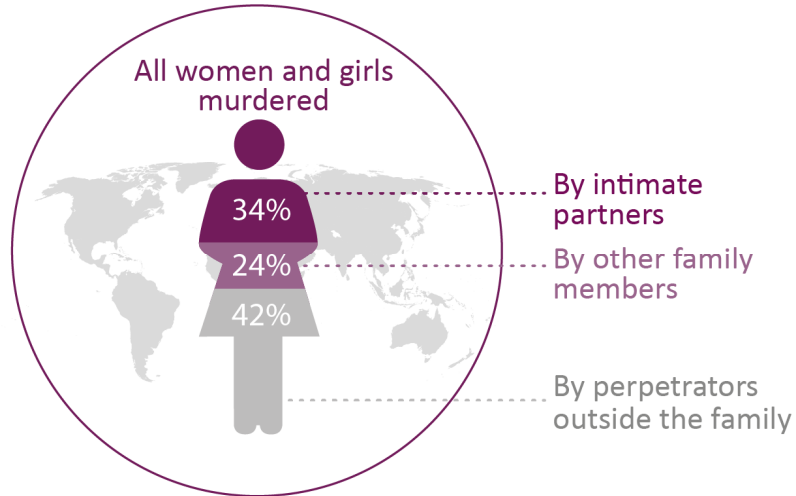 All women and girls
murdered
34%
By intimate
partners
24%
By other family
members
42%
By perpetrators
outside the family